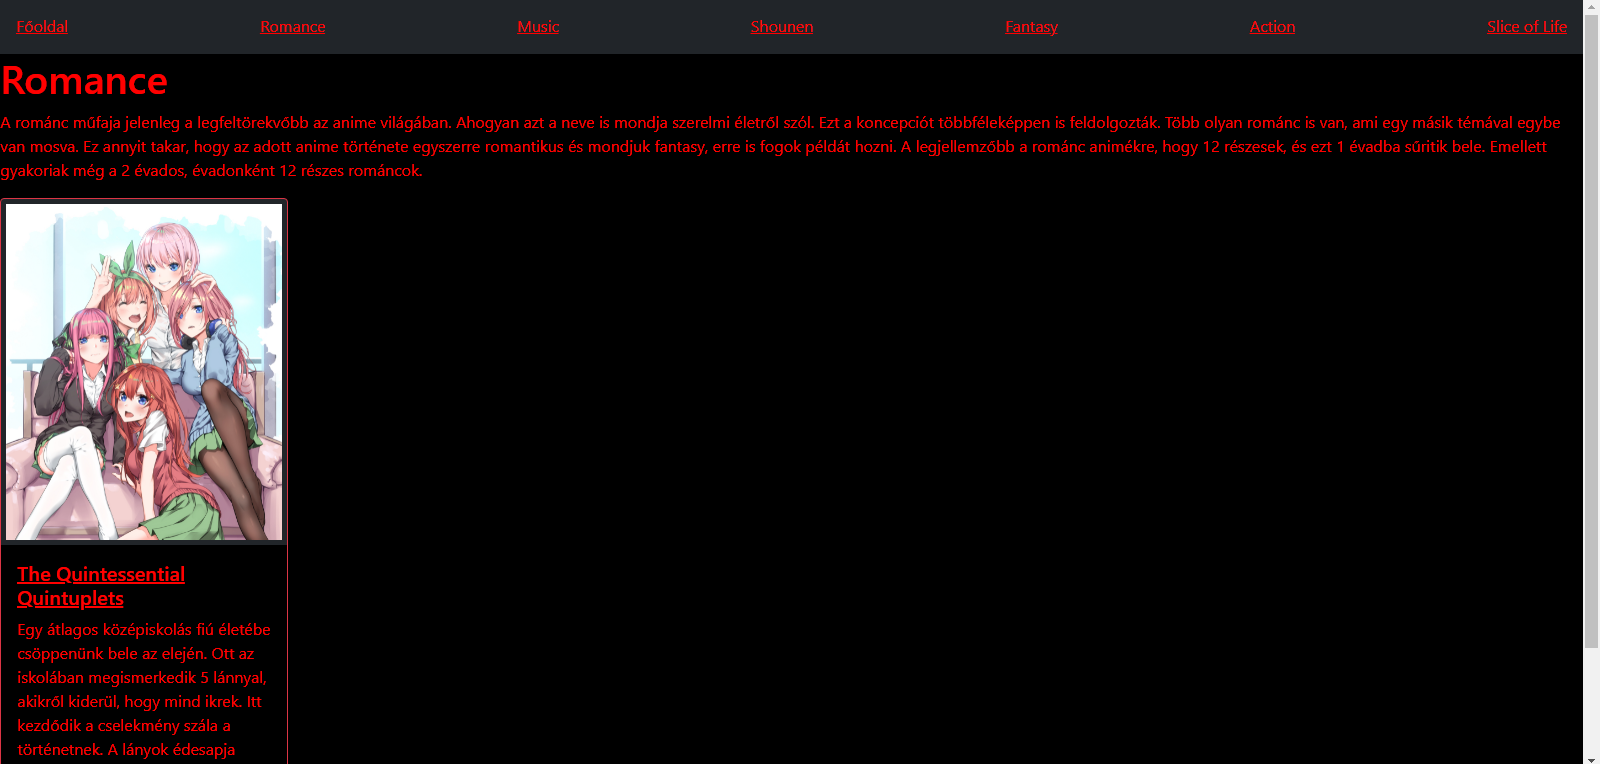 Főoldal Romance Music Shounen Fantasy Action Slice of Life
Romance
A románc műfaja jelenleg a legfeltörekvőbb az anime világában. Ahogyan azt a neve is mondja szerelmi életről szól. Ezt a koncepciót többféleképpen is feldolgozták. Több olyan románc is van, ami egy másik témával egybe
van mosva. Ez annyit takar, hogy az adott anime története egyszerre romantikus és mondjuk fantasy, erre is fogok példát hozni. A legjellemzőbb a románc animékre, hogy 12 részesek, és ezt 1 évadba sűritik bele. Emellett
gyakoriak még a 2 évados, évadonként 12 részes románcok.
The Quintessential
Quintuplets
Egy átlagos középiskolás fiú életébe
csöppenünk bele az elején. Ott az
iskolában megismerkedik 5 lánnyal,
akikről kiderül, hogy mind ikrek. Itt
kezdődik a cselekmény szála a
történetnek. A lányok édesapja